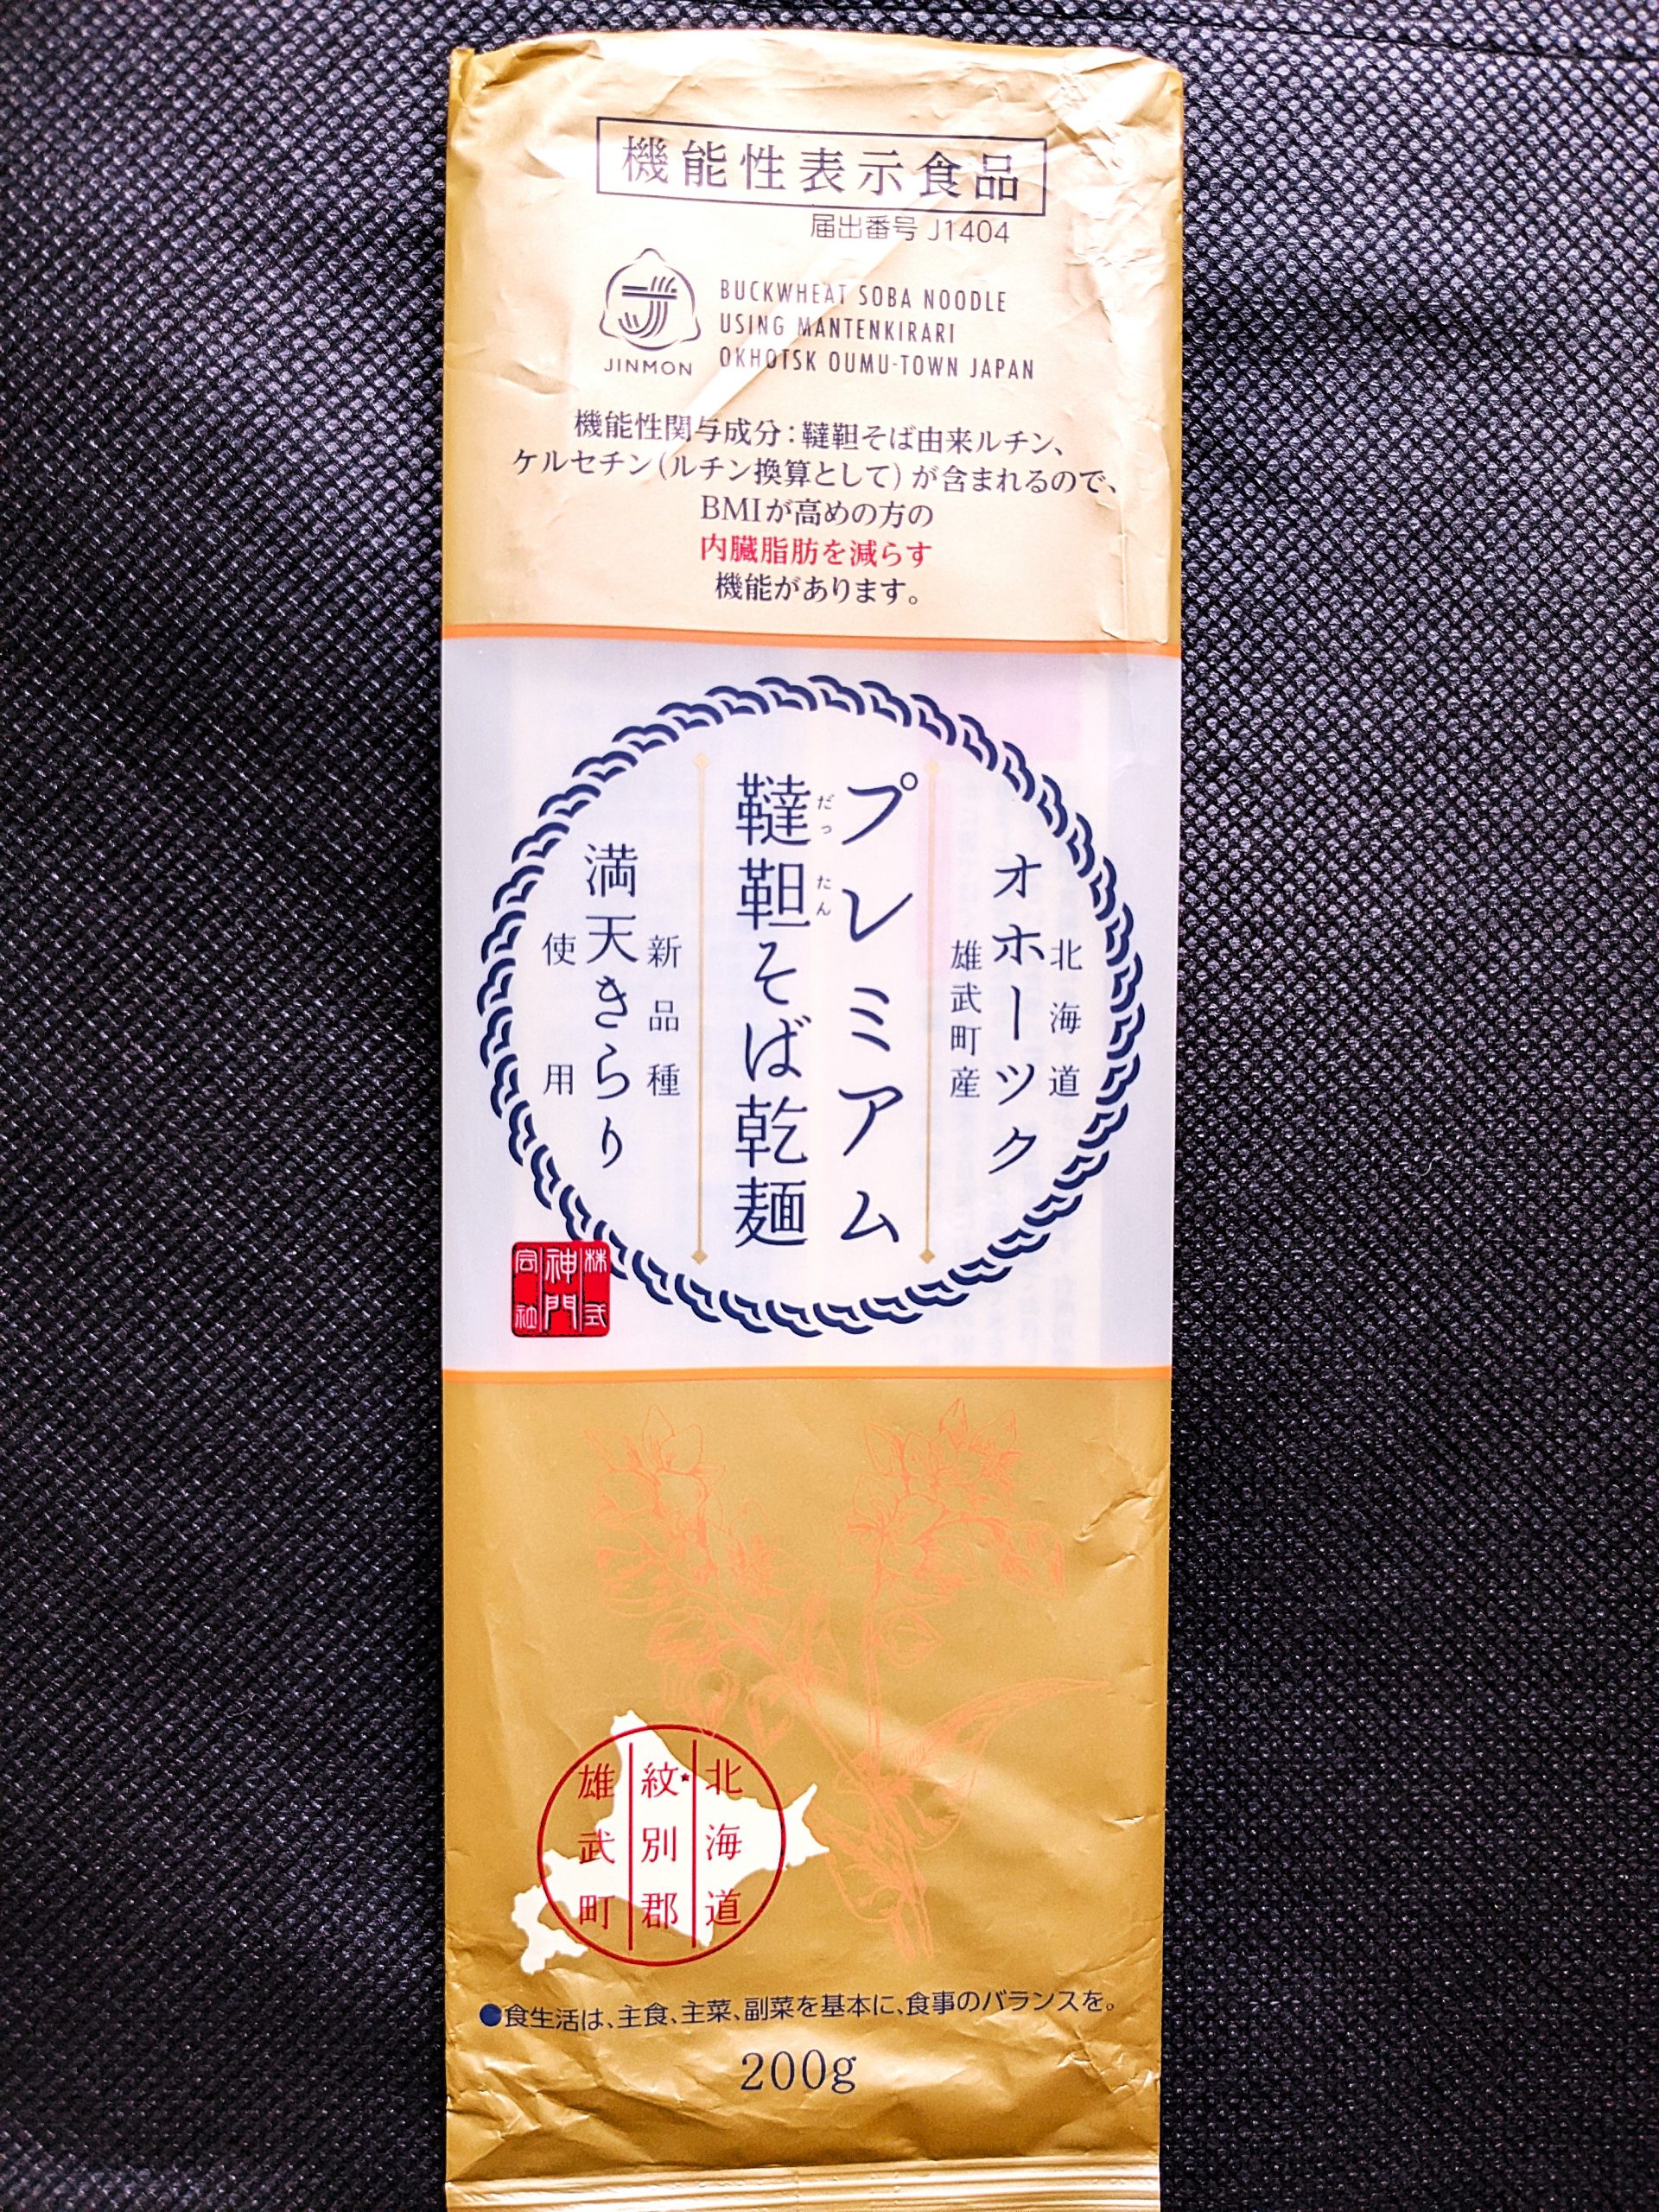 機能性表示食品
届出番号 J1404
JINMON
BUCKWHEAT SOBA NOODLE
USING MANTENKIRARI
OKHOTSK OUMU-TOWN JAPAN
機能性関与成分：韃靼そば由来ルチン、
ケルセチン（ルチン換算として）が含まれるので、
BMIが高めの方の
内臓脂肪を減らす
機能があります。
北海道
オホーツク
雄武町産
プレミアム
だったん
韃靼そば乾麺
新品種
満天きらり
使用
株式
神門
会社
北海道
紋別郡
雄武町
●食生活は、主食、主菜、副菜を基本に、食事のバランスを。
200g